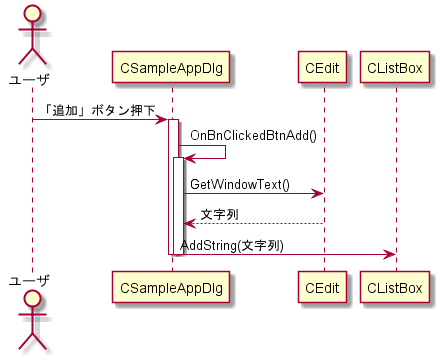 CSampleAppDlg
CEdit
CListBox
ユーザ
「追加」ボタン押下
OnBnClickedBtnAdd()
GetWindowText()
文字列
AddString(文字列)
ユーザ
CSampleAppDlg
CEdit
CListBox